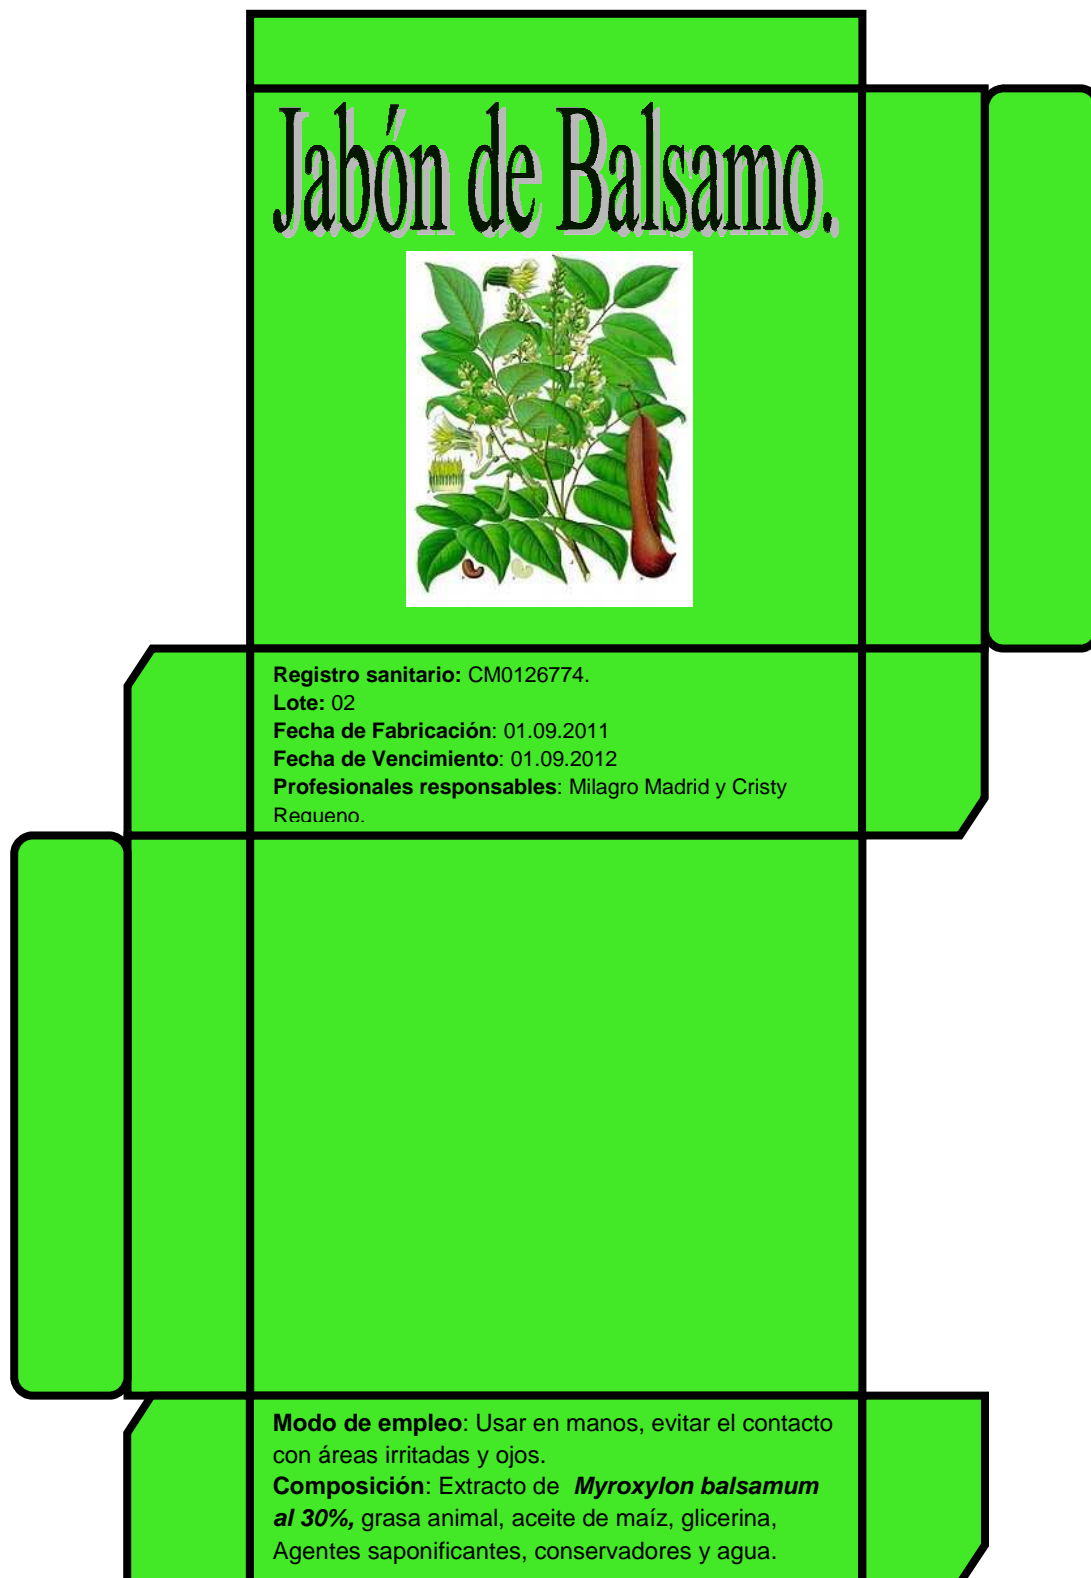 Jabón de Balsamo.
Registro sanitario: CM0126774.
Lote: 02
Fecha de Fabricación: 01.09.2011
Fecha de Vencimiento: 01.09.2012
Profesionales responsables: Milagro Madrid y Cristy
Requeno.
Modo de empleo: Usar en manos, evitar el contacto
con áreas irritadas y ojos.
Composición: Extracto de Myroxylon balsamum
al 30%, grasa animal, aceite de maíz, glicerina,
Agentes saponificantes, conservadores y agua.